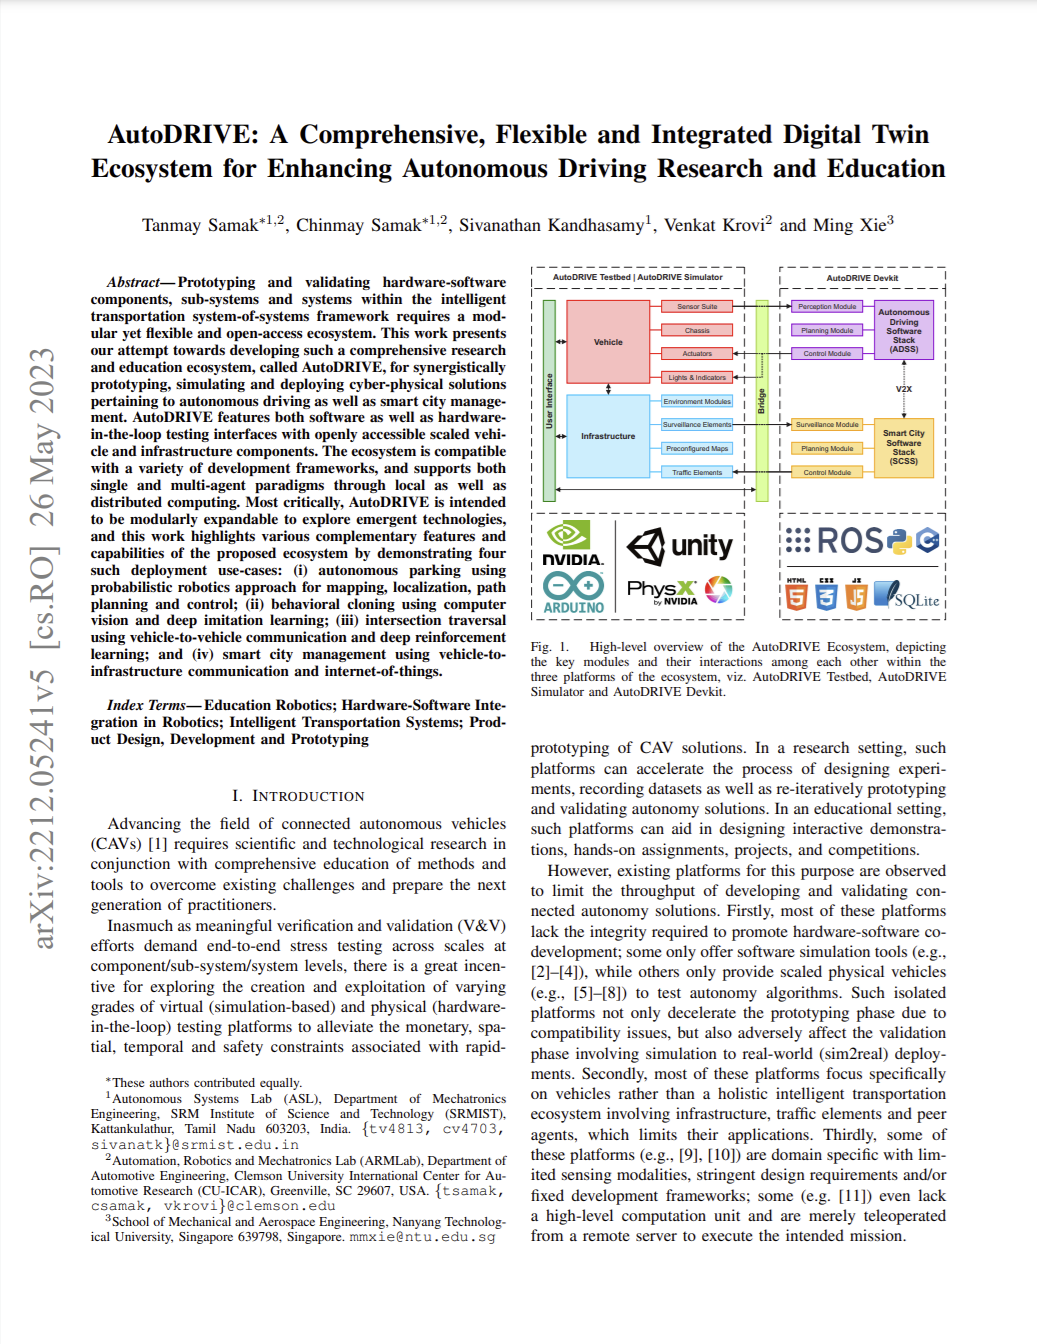 AutoDRIVE: A Comprehensive, Flexible and Integrated Digital Twin
Ecosystem for Enhancing Autonomous Driving Research and Education
Tanmay Samak*1,2, Chinmay Samak*1,2, Sivanathan Kandhasamy1, Venkat Krovi2 and Ming Xie3
arXiv:2212.05241v5 [cs.RO] 26 May 2023
Abstract—Prototyping and validating hardware-software
components, sub-systems and systems within the intelligent
transportation system-of-systems framework requires a mod-
ular yet flexible and open-access ecosystem. This work presents
our attempt towards developing such a comprehensive research
and education ecosystem, called AutoDRIVE, for synergistically
prototyping, simulating and deploying cyber-physical solutions
pertaining to autonomous driving as well as smart city manage-
ment. AutoDRIVE features both software as well as hardware-
in-the-loop testing interfaces with openly accessible scaled vehi-
cle and infrastructure components. The ecosystem is compatible
with a variety of development frameworks, and supports both
single and multi-agent paradigms through local as well as
distributed computing. Most critically, AutoDRIVE is intended
to be modularly expandable to explore emergent technologies,
and this work highlights various complementary features and
capabilities of the proposed ecosystem by demonstrating four
such deployment use-cases: (i) autonomous parking using
probabilistic robotics approach for mapping, localization, path
planning and control; (ii) behavioral cloning using computer
vision and deep imitation learning; (iii) intersection traversal
using vehicle-to-vehicle communication and deep reinforcement
learning; and (iv) smart city management using vehicle-to-
infrastructure communication and internet-of-things.
Index Terms—Education Robotics; Hardware-Software Inte-
gration in Robotics; Intelligent Transportation Systems; Prod-
uct Design, Development and Prototyping
I. INTRODUCTION
Advancing the field of connected autonomous vehicles
(CAVs) [1] requires scientific and technological research in
conjunction with comprehensive education of methods and
tools to overcome existing challenges and prepare the next
generation of practitioners.
Inasmuch as meaningful verification and validation (V&V)
efforts demand end-to-end stress testing across scales at
component/sub-system/system levels, there is a great incen-
tive for exploring the creation and exploitation of varying
grades of virtual (simulation-based) and physical (hardware-
in-the-loop) testing platforms to alleviate the monetary, spa-
tial, temporal and safety constraints associated with rapid-
*These authors contributed equally.
1Autonomous Systems Lab (ASL), Department of Mechatronics
Engineering, SRM Institute of Science and Technology (SRMIST),
Kattankulathur, Tamil Nadu 603203, India. {tv4813, cv4703,
sivanatk}@srmist.edu.in
2Automation, Robotics and Mechatronics Lab (ARMLab), Department of
Automotive Engineering, Clemson University International Center for Au-
tomotive Research (CU-ICAR), Greenville, SC 29607, USA. {tsamak,
csamak, vkrovi}@clemson.edu
3School of Mechanical and Aerospace Engineering, Nanyang Technolog-
ical University, Singapore 639798, Singapore. mmxie@ntu.edu.sg
AutoDRIVE Testbed | AutoDRIVE Simulator
User Interface
Vehicle
Sensor Suite
Chassis
Actuators
Lights & Indicators
Infrastructure
Environment Modules
Surveillance Elements
Preconfigured Maps
Traffic Elements
Bridge
AutoDRIVE Devkit
Perception Module
Planning Module
Control Module
Autonomous
Driving
Software
Stack
(ADSS)
V2X
Surveillance Module
Planning Module
Control Module
Smart City
Software
Stack
(SCSS)
NVIDIA.
ARDUINO
unity
PhysX
by NVIDIA
ROS
HTML
5
CSS
3
JS
SQLite
Fig. 1. High-level overview of the AutoDRIVE Ecosystem, depicting
the key modules and their interactions among each other within the
three platforms of the ecosystem, viz. AutoDRIVE Testbed, AutoDRIVE
Simulator and AutoDRIVE Devkit.
prototyping of CAV solutions. In a research setting, such
platforms can accelerate the process of designing experi-
ments, recording datasets as well as re-iteratively prototyping
and validating autonomy solutions. In an educational setting,
such platforms can aid in designing interactive demonstra-
tions, hands-on assignments, projects, and competitions.
However, existing platforms for this purpose are observed
to limit the throughput of developing and validating con-
nected autonomy solutions. Firstly, most of these platforms
lack the integrity required to promote hardware-software co-
development; some only offer software simulation tools (e.g.,
[2]–[4]), while others only provide scaled physical vehicles
(e.g., [5]–[8]) to test autonomy algorithms. Such isolated
platforms not only decelerate the prototyping phase due to
compatibility issues, but also adversely affect the validation
phase involving simulation to real-world (sim2real) deploy-
ments. Secondly, most of these platforms focus specifically
on vehicles rather than a holistic intelligent transportation
ecosystem involving infrastructure, traffic elements and peer
agents, which limits their applications. Thirdly, some of
these platforms (e.g., [9], [10]) are domain specific with lim-
ited sensing modalities, stringent design requirements and/or
fixed development frameworks; some (e.g. [11]) even lack
a high-level computation unit and are merely teleoperated
from a remote server to execute the intended mission.